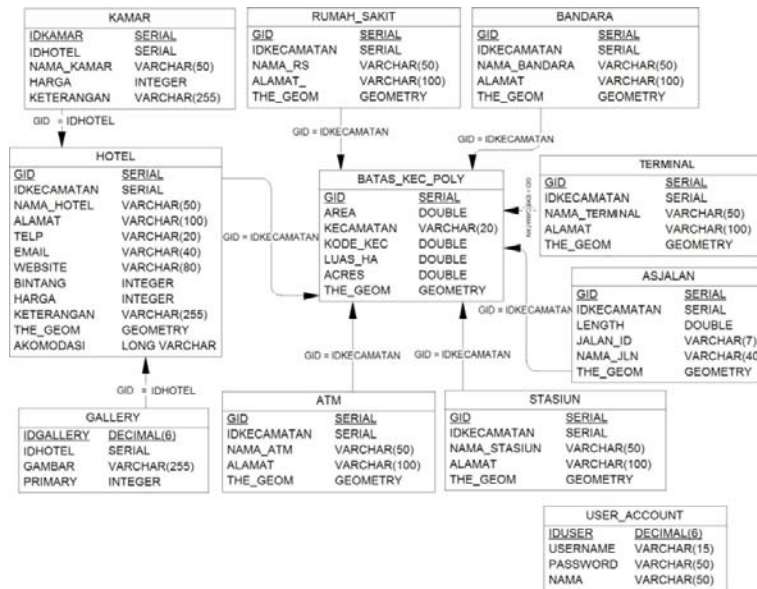 KAMAR
IDKAMAR SERIAL
IDHOTEL SERIAL
NAMA_KAMAR VARCHAR(50)
HARGA INTEGER
KETERANGAN VARCHAR(255)
RUMAH_SAKIT
GID SERIAL
IDKECAMATAN SERIAL
NAMA_RS VARCHAR(50)
ALAMAT_ VARCHAR(100)
THE_GEOM GEOMETRY
BANDARA
GID SERIAL
IDKECAMATAN SERIAL
NAMA_BANDARA VARCHAR(50)
ALAMAT VARCHAR(100)
THE_GEOM GEOMETRY
GID = IDHOTEL
GID = IDKECAMATAN
GID = IDKECAMATAN
HOTEL
GID SERIAL
IDKECAMATAN SERIAL
NAMA_HOTEL VARCHAR(50)
ALAMAT VARCHAR(100)
TELP VARCHAR(20)
EMAIL VARCHAR(40)
WEBSITE VARCHAR(80)
BINTANG INTEGER
HARGA INTEGER
KETERANGAN VARCHAR(255)
THE_GEOM GEOMETRY
AKOMODASI LONG VARCHAR
GID = IDKECAMATAN
BATAS_KEC_POLY
GID SERIAL
AREA DOUBLE
KECAMATAN VARCHAR(20)
KODE_KEC DOUBLE
LUAS_HA DOUBLE
ACRES DOUBLE
THE_GEOM GEOMETRY
GID = IDKECAMATAN
TERMINAL
GID SERIAL
IDKECAMATAN SERIAL
NAMA_TERMINAL VARCHAR(50)
ALAMAT VARCHAR(100)
THE_GEOM GEOMETRY
GID = IDKECAMATAN
ASJALAN
GID SERIAL
IDKECAMATAN SERIAL
LENGTH DOUBLE
JALAN_ID VARCHAR(7)
NAMA_JLN VARCHAR(40
THE_GEOM GEOMETRY
GID = IDHOTEL
GID = IDKECAMATAN
GID = IDKECAMATAN
GALLERY
IDGALLERY DECIMAL(6)
IDHOTEL SERIAL
GAMBAR VARCHAR(255)
PRIMARY INTEGER
ATM
GID SERIAL
IDKECAMATAN SERIAL
NAMA_ATM VARCHAR(50)
ALAMAT VARCHAR(100)
THE_GEOM GEOMETRY
STASIUN
GID SERIAL
IDKECAMATAN SERIAL
NAMA_STASIUN VARCHAR(50)
ALAMAT VARCHAR(100)
THE_GEOM GEOMETRY
USER_ACCOUNT
IDUSER DECIMAL(6)
USERNAME VARCHAR(15)
PASSWORD VARCHAR(50)
NAMA VARCHAR(50)